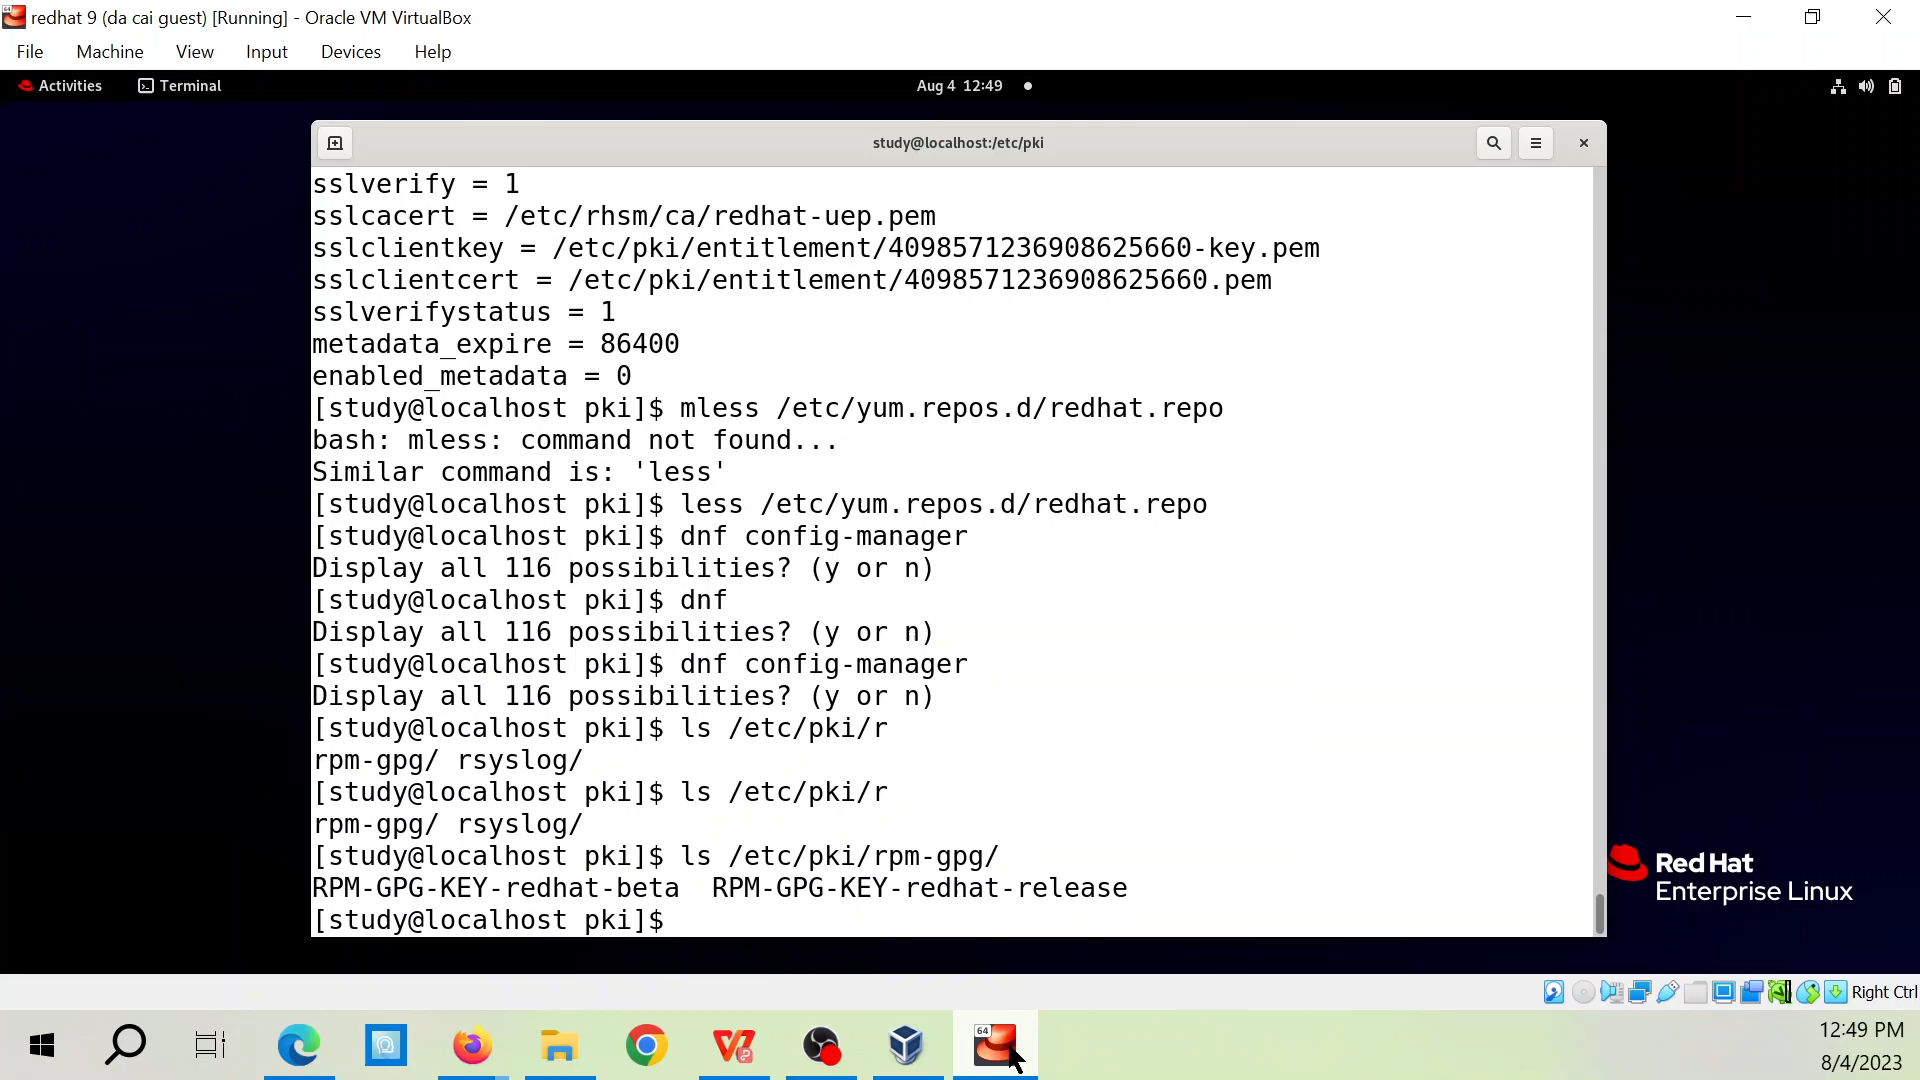 redhat 9 (da cai guest) [Running] - Oracle VM VirtualBox
File Machine View Input Devices Help
Activities Terminal Aug 4 12:49
study@localhost:/etc/pki
sslverify = 1
sslcacert = /etc/rhsm/ca/redhat-uep.pem
sslclientkey = /etc/pki/entitlement/4098571236908625660-key.pem
sslclientcert = /etc/pki/entitlement/4098571236908625660.pem
sslverifystatus = 1
metadata_expire = 86400
enabled_metadata = 0
[study@localhost pki]$ mless /etc/yum.repos.d/redhat.repo
bash: mless: command not found...
Similar command is: 'less'
[study@localhost pki]$ less /etc/yum.repos.d/redhat.repo
[study@localhost pki]$ dnf config-manager
Display all 116 possibilities? (y or n)
[study@localhost pki]$ dnf
Display all 116 possibilities? (y or n)
[study@localhost pki]$ dnf config-manager
Display all 116 possibilities? (y or n)
[study@localhost pki]$ ls /etc/pki/r
rpm-gpg/ rsyslog/
[study@localhost pki]$ ls /etc/pki/r
rpm-gpg/ rsyslog/
[study@localhost pki]$ ls /etc/pki/rpm-gpg/
RPM-GPG-KEY-redhat-beta  RPM-GPG-KEY-redhat-release
[study@localhost pki]$
Red Hat
Enterprise Linux
Right Ctrl
64
12:49 PM
8/4/2023